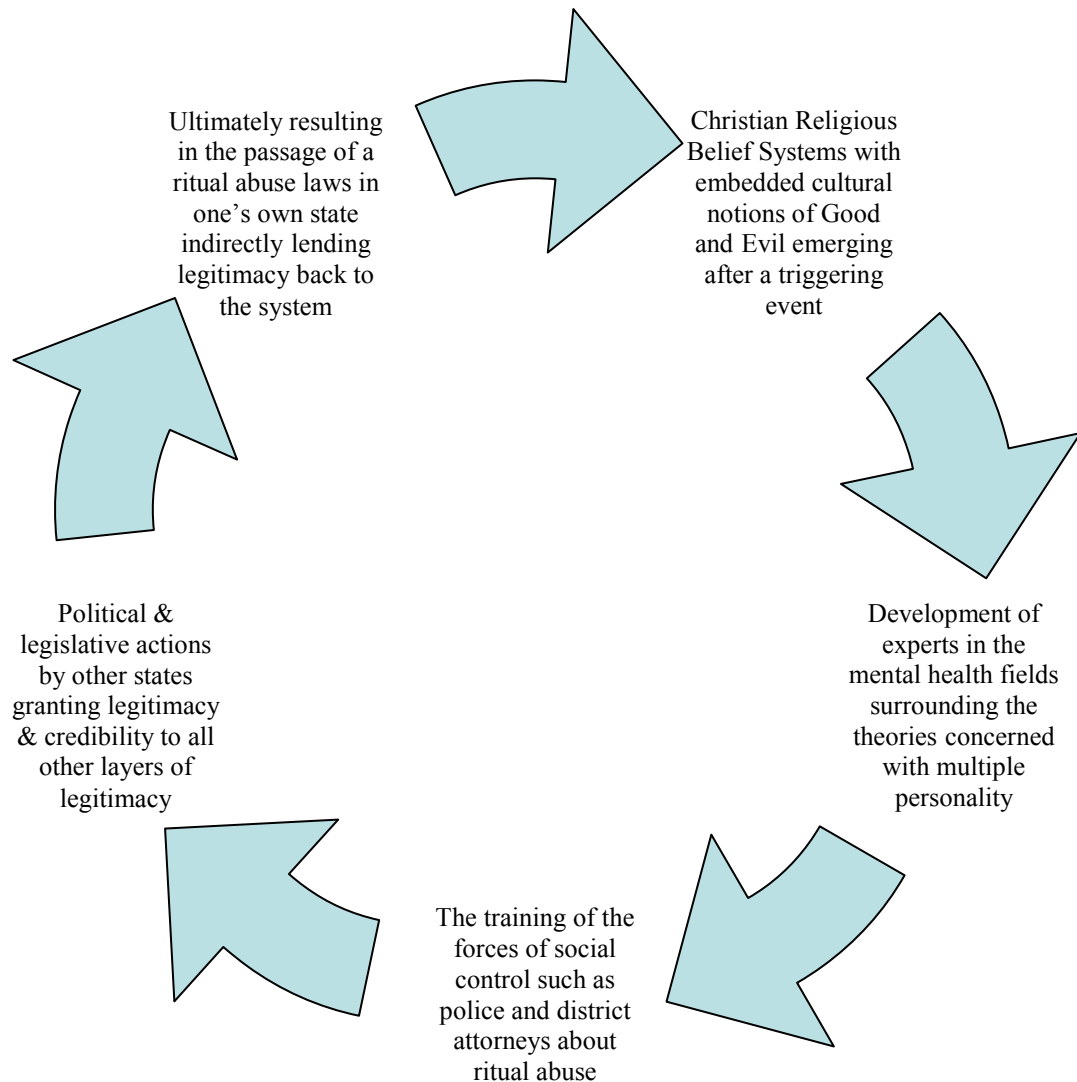 Ultimately resulting
in the passage of a
ritual abuse laws in
one's own state
indirectly lending
legitimacy back to
the system
Christian Religious
Belief Systems with
embedded cultural
notions of Good
and Evil emerging
after a triggering
event
Development of
experts in the
mental health fields
surrounding the
theories concerned
with multiple
personality
The training of the
forces of social
control such as
police and district
attorneys about
ritual abuse
Political &
legislative actions
by other states
granting legitimacy
& credibility to all
other layers of
legitimacy